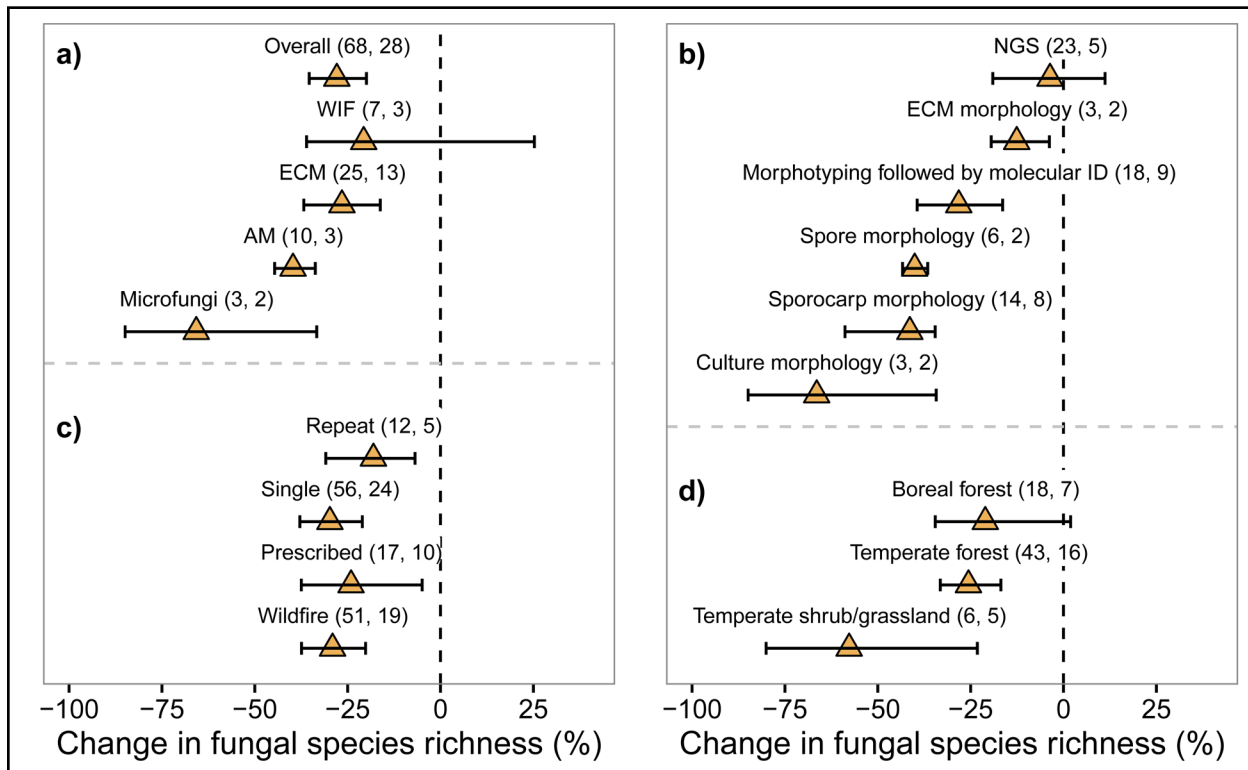 a)
Overall (68, 28)
WIF (7, 3)
ECM (25, 13)
AM (10, 3)
Microfungi (3, 2)
c)
Repeat (12, 5)
Single (56, 24)
Prescribed (17, 10)
Wildfire (51, 19)
−100 −75 −50 −25 0 25
Change in fungal species richness (%)
b)
NGS (23, 5)
ECM morphology (3, 2)
Morphotyping followed by molecular ID (18, 9)
Spore morphology (6, 2)
Sporocarp morphology (14, 8)
Culture morphology (3, 2)
d)
Boreal forest (18, 7)
Temperate forest (43, 16)
Temperate shrub/grassland (6, 5)
−100 −75 −50 −25 0 25
Change in fungal species richness (%)